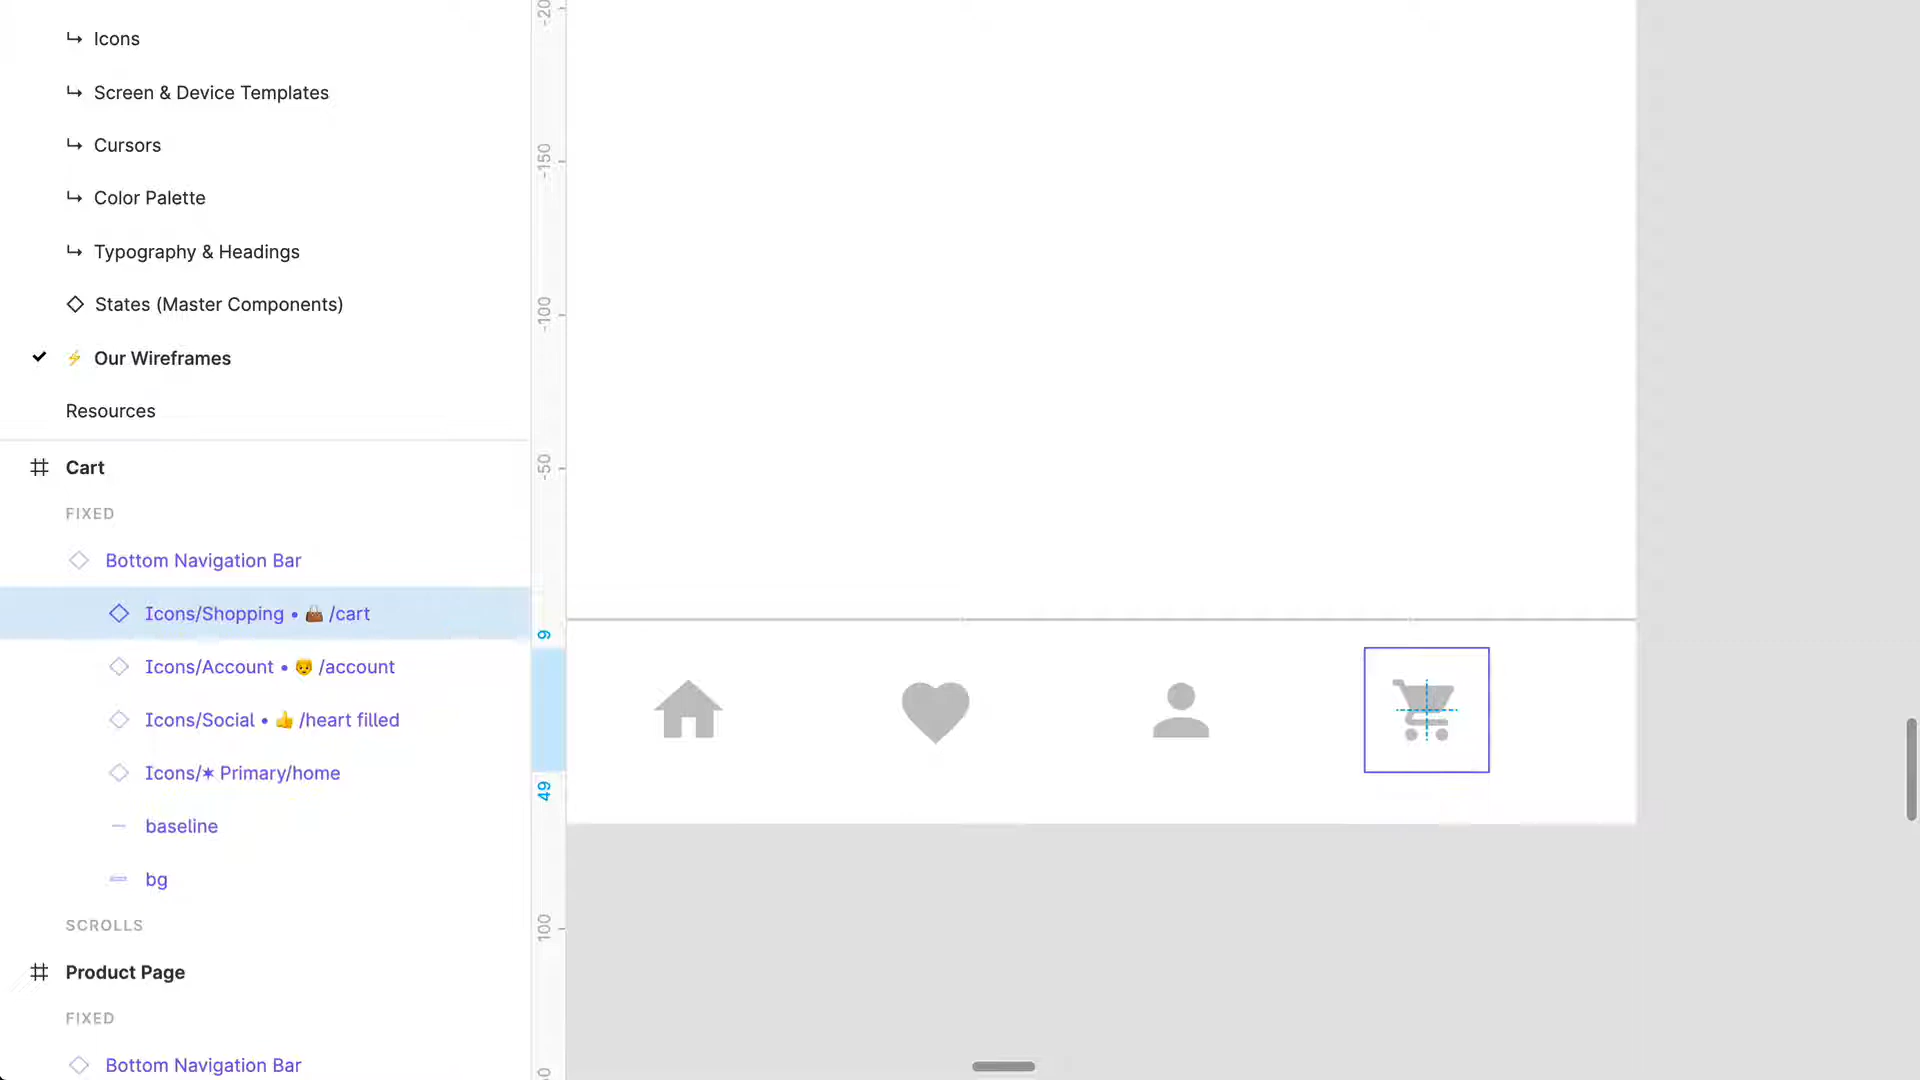 Icons
Screen & Device Templates
Cursors
Color Palette
Typography & Headings
States (Master Components)
⚡ Our Wireframes
Resources
Cart
FIXED
Bottom Navigation Bar
Icons/Shopping • 👜 /cart
Icons/Account • 👨 /account
Icons/Social • 👍 /heart filled
Icons/✶ Primary/home
baseline
bg
SCROLLS
Product Page
FIXED
Bottom Navigation Bar
-150
-100
-50
9
49
100